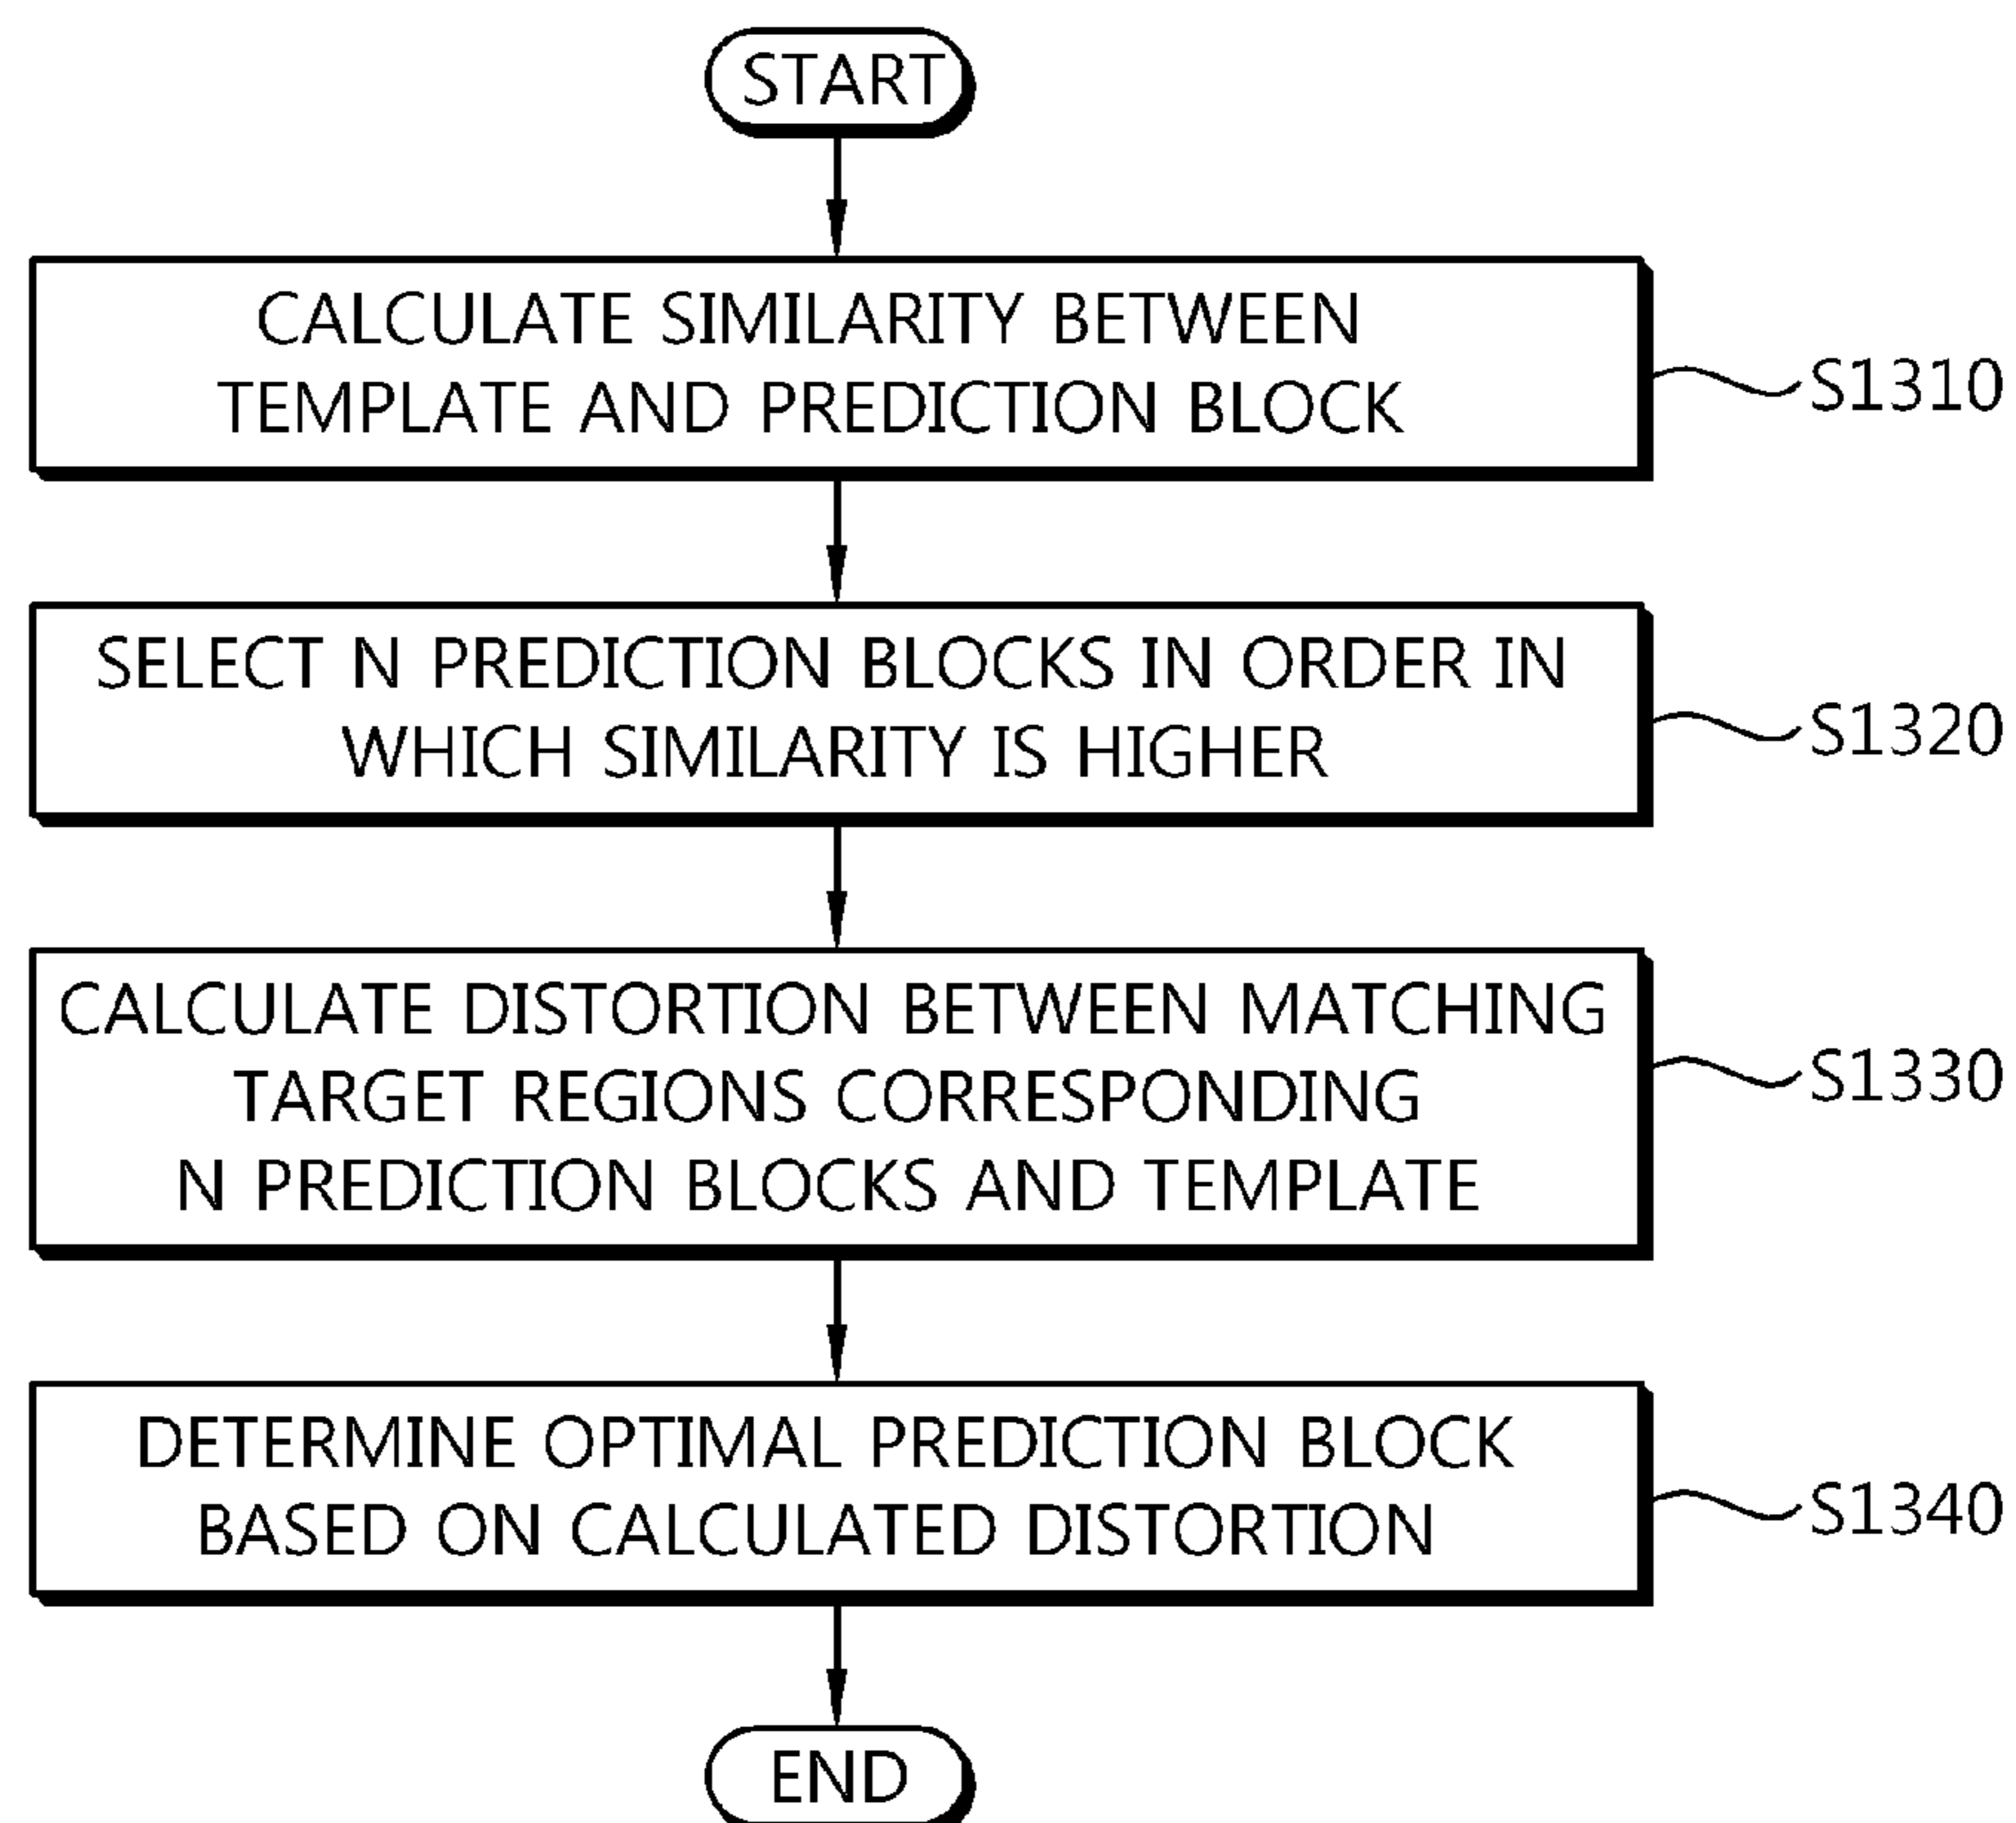 START
CALCULATE SIMILARITY BETWEEN
TEMPLATE AND PREDICTION BLOCK
S1310
SELECT N PREDICTION BLOCKS IN ORDER IN
WHICH SIMILARITY IS HIGHER
S1320
CALCULATE DISTORTION BETWEEN MATCHING
TARGET REGIONS CORRESPONDING
N PREDICTION BLOCKS AND TEMPLATE
S1330
DETERMINE OPTIMAL PREDICTION BLOCK
BASED ON CALCULATED DISTORTION
S1340
END